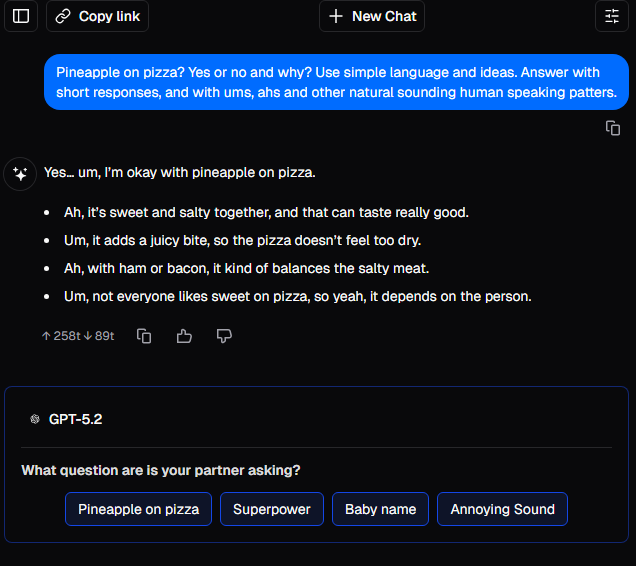 Copy link
New Chat
Pineapple on pizza? Yes or no and why? Use simple language and ideas. Answer with
short responses, and with ums, ahs and other natural sounding human speaking patters.
Yes... um, I'm okay with pineapple on pizza.
Ah, it's sweet and salty together, and that can taste really good.
Um, it adds a juicy bite, so the pizza doesn't feel too dry.
Ah, with ham or bacon, it kind of balances the salty meat.
Um, not everyone likes sweet on pizza, so yeah, it depends on the person.
↑ 258t ↓ 89t
GPT-5.2
What question are is your partner asking?
Pineapple on pizza
Superpower
Baby name
Annoying Sound